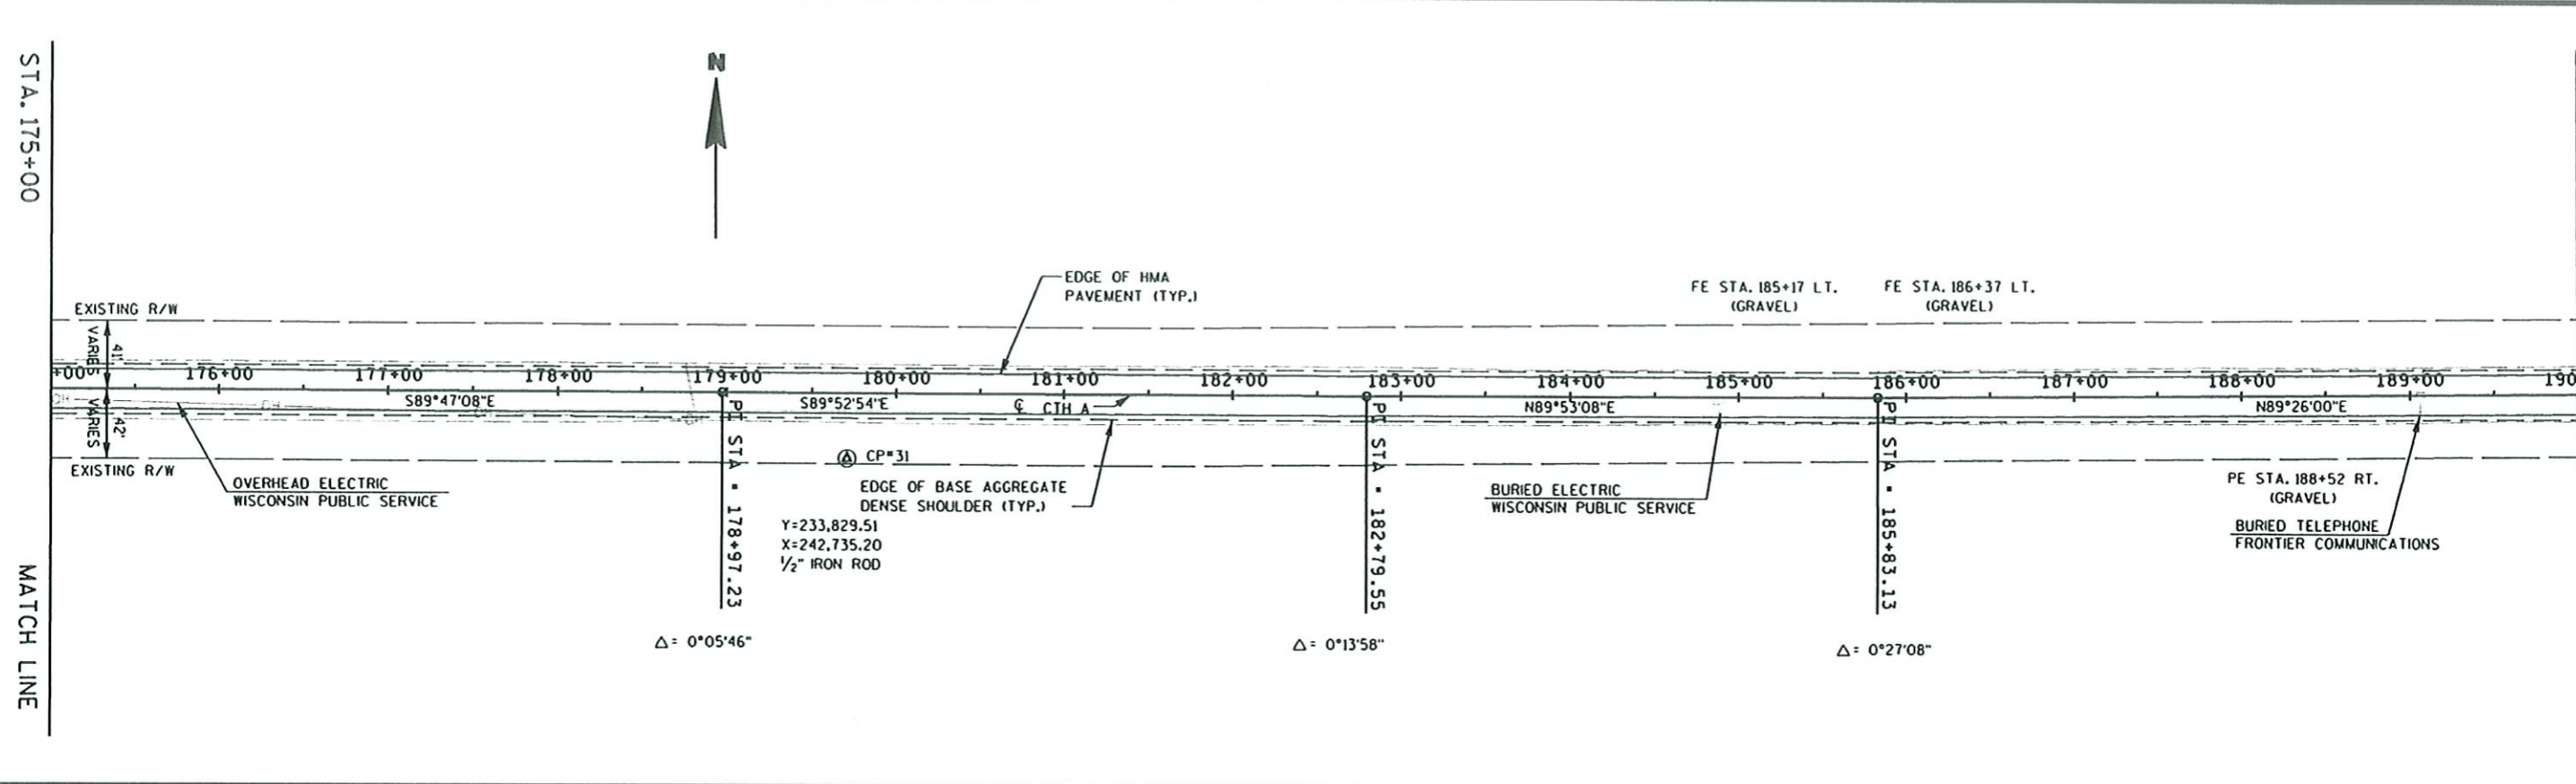 STA. 175+00
MATCH LINE
N
EDGE OF HMA
PAVEMENT (TYP.)
FE STA. 185+17 LT.
(GRAVEL)
FE STA. 186+37 LT.
(GRAVEL)
EXISTING R/W
VARIES
41'
+00
176+00
177+00
178+00
179+00
180+00
181+00
182+00
183+00
184+00
185+00
186+00
187+00
188+00
189+00
190
OH
OH
S89°47'08"E
S89°52'54"E
℄ CTH A
N89°53'08"E
N89°26'00"E
VARIES
42'
EXISTING R/W
OVERHEAD ELECTRIC
WISCONSIN PUBLIC SERVICE
PI STA = 178+97.23
CP#31
EDGE OF BASE AGGREGATE
DENSE SHOULDER (TYP.)
Y=233,829.51
X=242,735.20
1/2" IRON ROD
PI STA = 182+79.55
BURIED ELECTRIC
WISCONSIN PUBLIC SERVICE
PI STA = 185+83.13
PE STA. 188+52 RT.
(GRAVEL)
BURIED TELEPHONE
FRONTIER COMMUNICATIONS
Δ= 0°05'46"
Δ= 0°13'58"
Δ= 0°27'08"